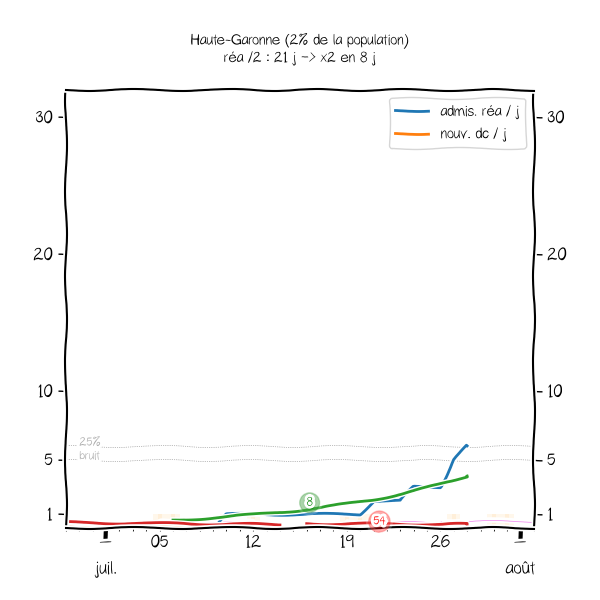 Haute-Garonne (2% de la population)
réa /2 : 21 j -> x2 en 8 j
admis. réa / j
nouv. dc / j
30
30
20
20
10
10
25%
bruit
5
5
8
54
1
1
05
12
19
26
juil.
août